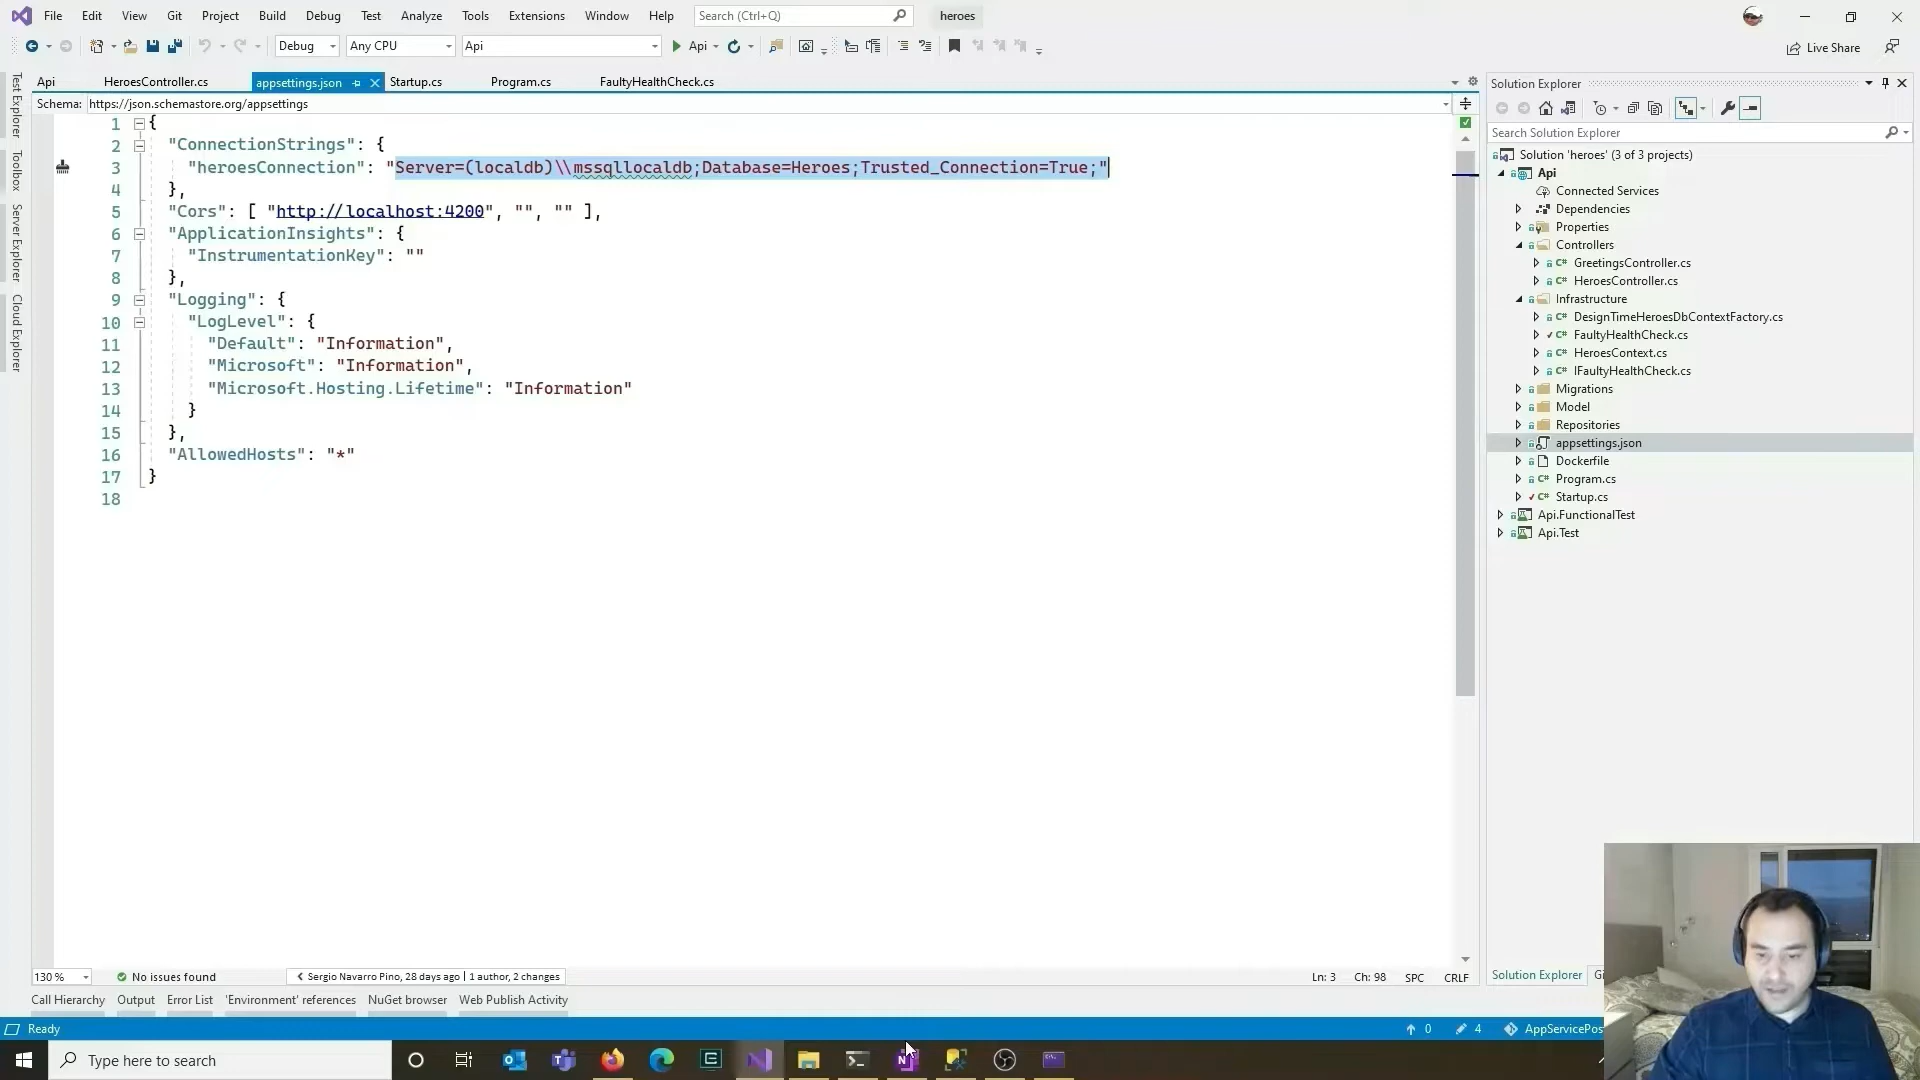 File Edit View Git Project Build Debug Test Analyze Tools Extensions Window Help Search (Ctrl+Q) heroes
Debug Any CPU Api Api Live Share
Api HeroesController.cs appsettings.json Startup.cs Program.cs FaultyHealthCheck.cs
Schema: https://json.schemastore.org/appsettings
1 {
2 "ConnectionStrings": {
3 "heroesConnection": "Server=(localdb)\\mssqllocaldb;Database=Heroes;Trusted_Connection=True;"
4 },
5 "Cors": [ "http://localhost:4200", "", "" ],
6 "ApplicationInsights": {
7 "InstrumentationKey": ""
8 },
9 "Logging": {
10 "LogLevel": {
11 "Default": "Information",
12 "Microsoft": "Information",
13 "Microsoft.Hosting.Lifetime": "Information"
14 }
15 },
16 "AllowedHosts": "*"
17 }
18
Test Explorer
Toolbox
Server Explorer
Cloud Explorer
Solution Explorer
Search Solution Explorer
Solution 'heroes' (3 of 3 projects)
Api
Connected Services
Dependencies
Properties
Controllers
C# GreetingsController.cs
C# HeroesController.cs
Infrastructure
C# DesignTimeHeroesDbContextFactory.cs
C# FaultyHealthCheck.cs
C# HeroesContext.cs
C# IFaultyHealthCheck.cs
Migrations
Model
Repositories
appsettings.json
Dockerfile
C# Program.cs
C# Startup.cs
Api.FunctionalTest
Api.Test
130 % No issues found Sergio Navarro Pino, 28 days ago | 1 author, 2 changes Ln: 3 Ch: 98 SPC CRLF
Solution Explorer
Call Hierarchy Output Error List 'Environment' references NuGet browser Web Publish Activity
Ready 0 4 AppServicePos
Type here to search